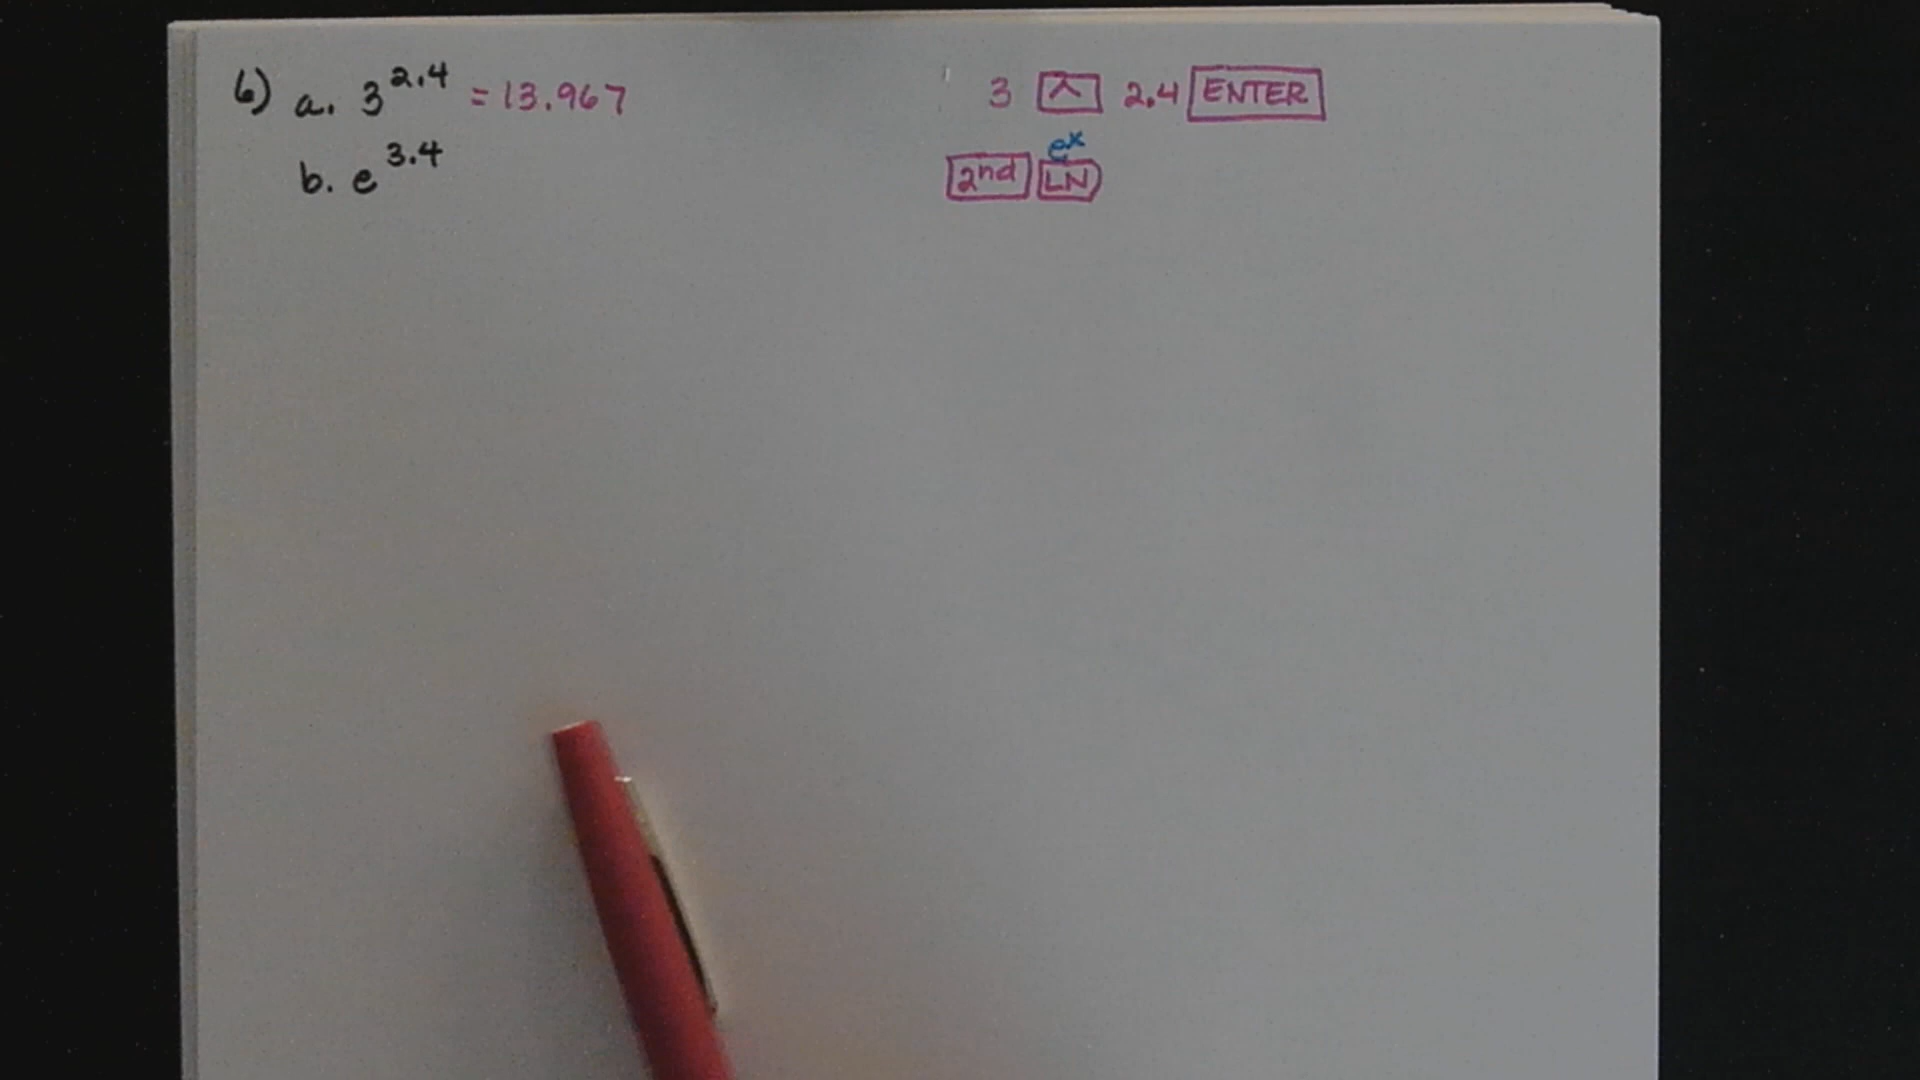 6) a. 3^2.4 = 13.967 3 ^ 2.4 ENTER
b. e^3.4 2nd LN e^x